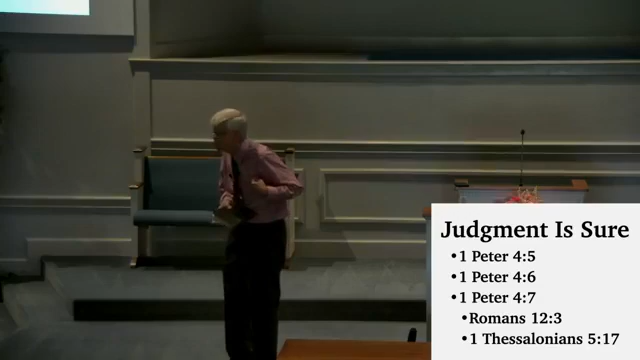 Judgment Is Sure
•1 Peter 4:5
•1 Peter 4:6
•1 Peter 4:7
•Romans 12:3
•1 Thessalonians 5:17